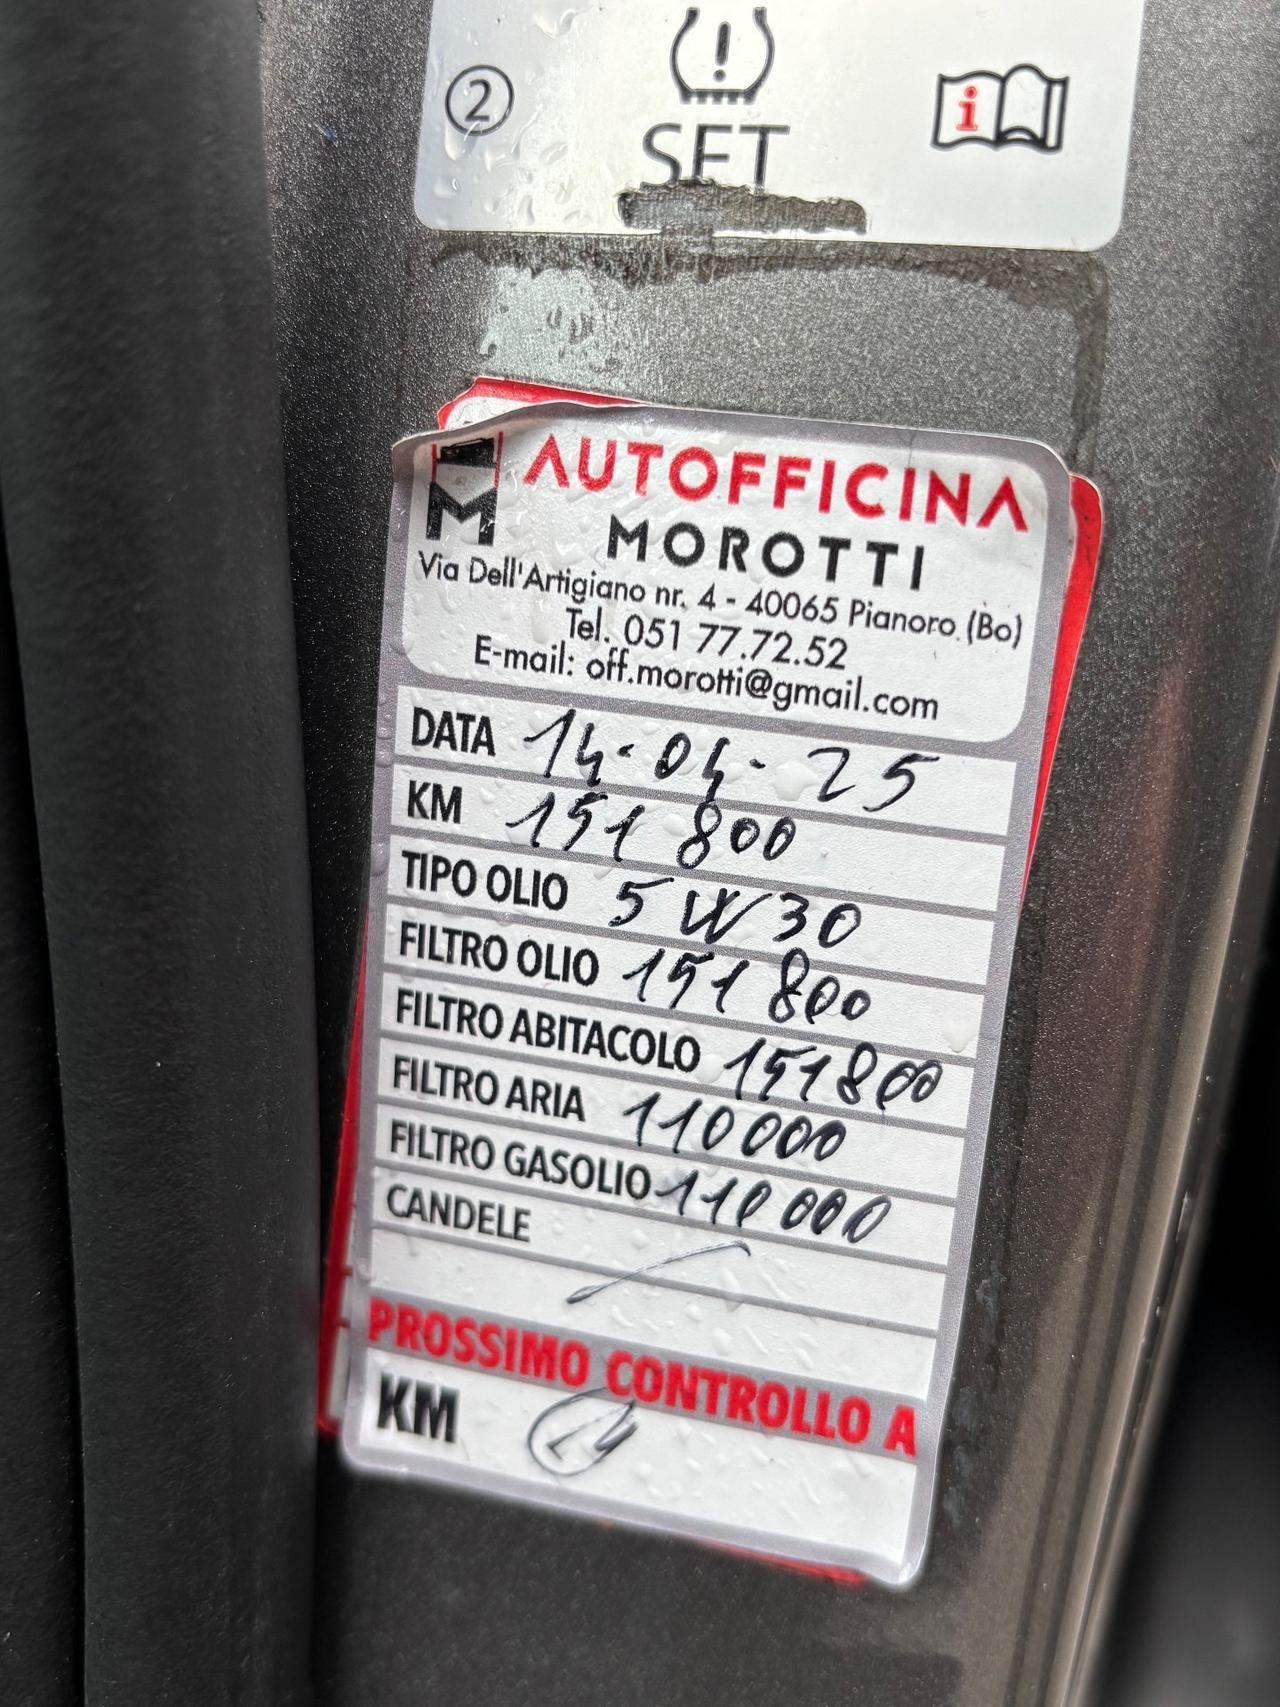 2
SET
i
M
AUTOFFICINA
MOROTTI
Via Dell'Artigiano nr. 4 - 40065 Pianoro (Bo)
Tel. 051 77.72.52
E-mail: off.morotti@gmail.com
DATA 14-04-25
KM 151 800
TIPO OLIO 5W30
FILTRO OLIO 151 800
FILTRO ABITACOLO 151800
FILTRO ARIA 110000
FILTRO GASOLIO 110000
CANDELE
PROSSIMO CONTROLLO A
KM